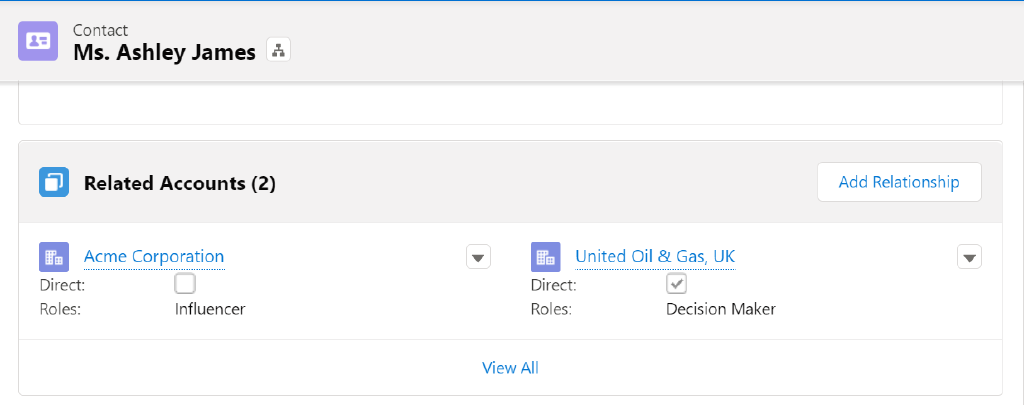 Contact
Ms. Ashley James
Related Accounts (2)
Add Relationship
Acme Corporation
Direct:
Roles: Influencer
United Oil & Gas, UK
Direct:
Roles: Decision Maker
View All